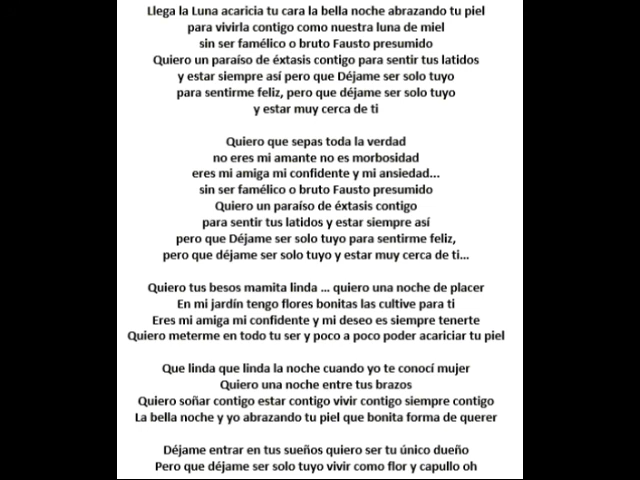 Llega la Luna acaricia tu cara la bella noche abrazando tu piel
para vivirla contigo como nuestra luna de miel
sin ser famélico o bruto Fausto presumido
Quiero un paraíso de éxtasis contigo para sentir tus latidos
y estar siempre así pero que Déjame ser solo tuyo
para sentirme feliz, pero que déjame ser solo tuyo
y estar muy cerca de ti
Quiero que sepas toda la verdad
no eres mi amante no es morbosidad
eres mi amiga mi confidente y mi ansiedad...
sin ser famélico o bruto Fausto presumido
Quiero un paraíso de éxtasis contigo
para sentir tus latidos y estar siempre así
pero que Déjame ser solo tuyo para sentirme feliz,
pero que déjame ser solo tuyo y estar muy cerca de ti...
Quiero tus besos mamita linda ... quiero una noche de placer
En mi jardín tengo flores bonitas las cultive para ti
Eres mi amiga mi confidente y mi deseo es siempre tenerte
Quiero meterme en todo tu ser y poco a poco poder acariciar tu piel
Que linda que linda la noche cuando yo te conocí mujer
Quiero una noche entre tus brazos
Quiero soñar contigo estar contigo vivir contigo siempre contigo
La bella noche y yo abrazando tu piel que bonita forma de querer
Déjame entrar en tus sueños quiero ser tu único dueño
Pero que déjame ser solo tuyo vivir como flor y capullo oh